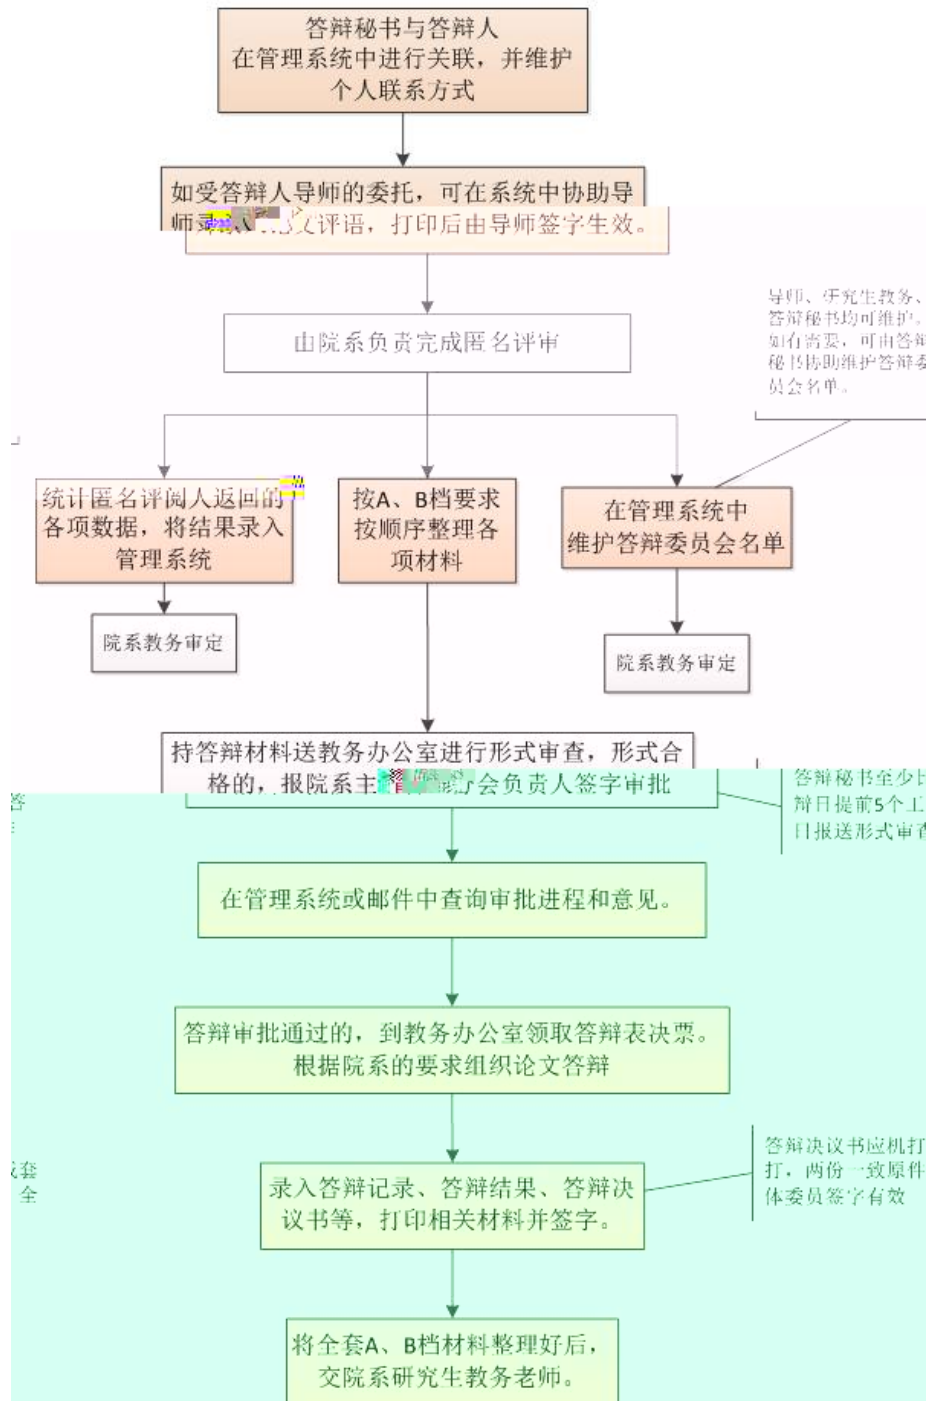 答辩秘书与答辩人
在管理系统中进行关联，并维护
个人联系方式
如受答辩人导师的委托，可在系统中协助导
师录入 文评语，打印后由导师签字生效。
由院系负责完成匿名评审
导师、研究生教务、
答辩秘书均可维护。
如有需要，可由答辩
秘书协助维护答辩委
员会名单。
统计匿名评阅人返回的
各项数据，将结果录入
管理系统
按A、B档要求
按顺序整理各
项材料
在管理系统中
维护答辩委员会名单
院系教务审定
院系教务审定
持答辩材料送教务办公室进行形式审查，形式合
格的，报院系主 分会负责人签字审批
答辩秘书至少比
辩日提前5个工
日报送形式审查
答
在管理系统或邮件中查询审批进程和意见。
答辩审批通过的，到教务办公室领取答辩表决票。
根据院系的要求组织论文答辩
录入答辩记录、答辩结果、答辩决
议书等，打印相关材料并签字。
答辩决议书应机打
打，两份一致原件
体委员签字有效
套
全
将全套A、B档材料整理好后，
交院系研究生教务老师。